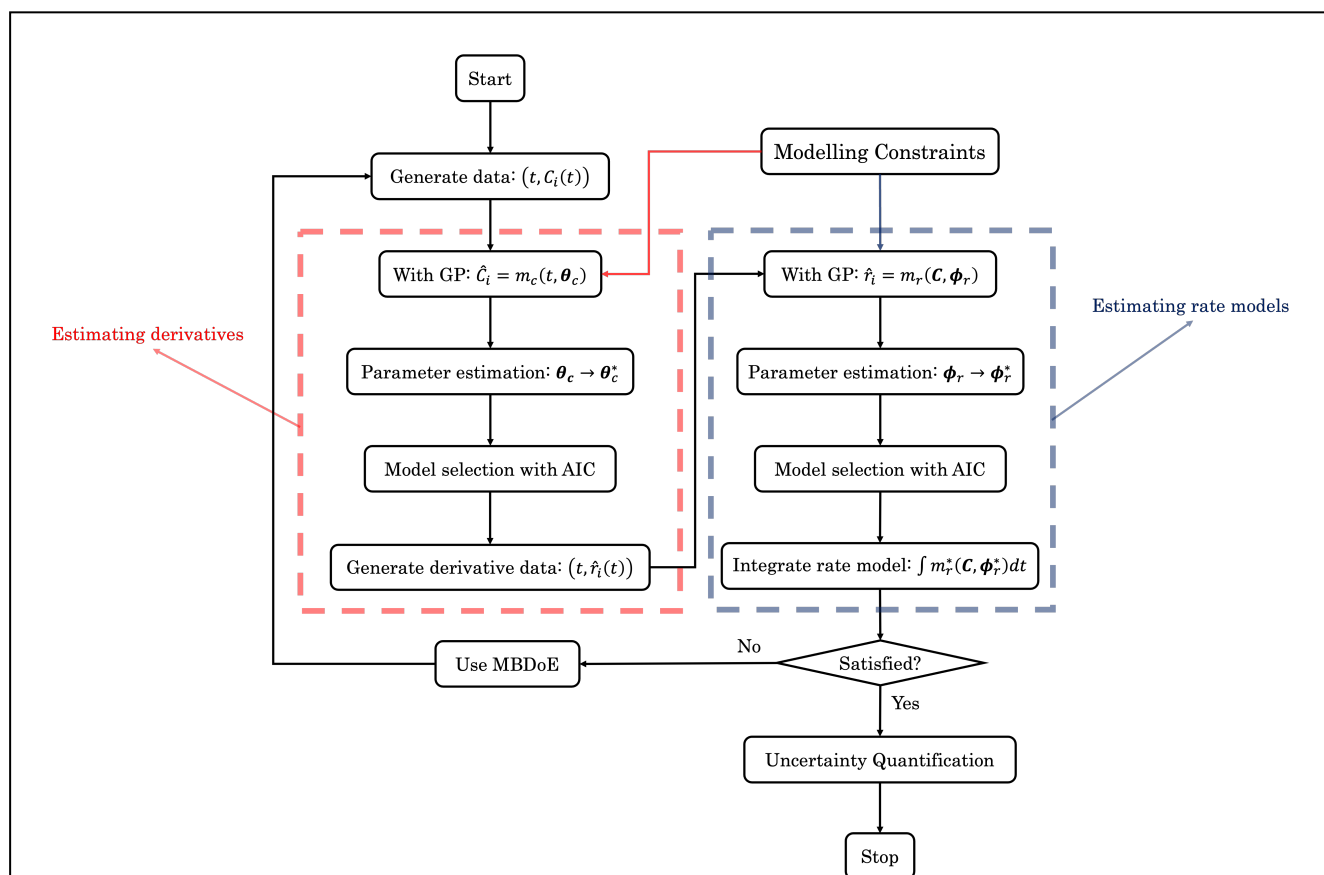 Start
Modelling Constraints
Generate data: (t, C_i(t))
With GP: Ĉ_i = m_c(t, θ_c)
With GP: r̂_i = m_r(C, ϕ_r)
Estimating derivatives
Estimating rate models
Parameter estimation: θ_c → θ_c^*
Parameter estimation: ϕ_r → ϕ_r^*
Model selection with AIC
Model selection with AIC
Generate derivative data: (t, r̂_i(t))
Integrate rate model: ∫ m_r^*(C, ϕ_r^*)dt
No
Use MBDoE
Satisfied?
Yes
Uncertainty Quantification
Stop